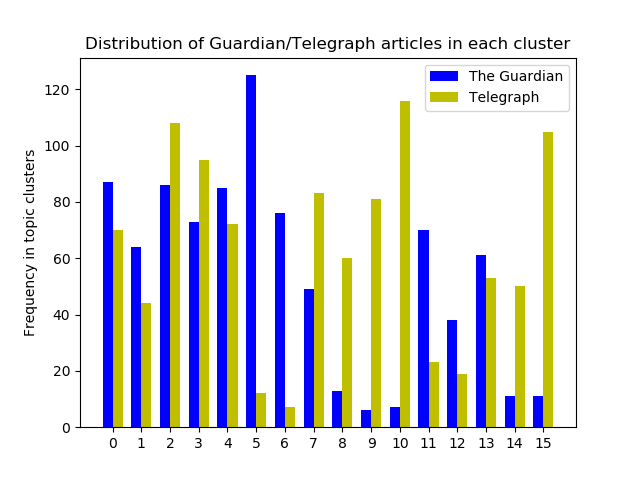 Distribution of Guardian/Telegraph articles in each cluster
The Guardian
Telegraph
Frequency in topic clusters
120
100
80
60
40
20
0
0 1 2 3 4 5 6 7 8 9 10 11 12 13 14 15